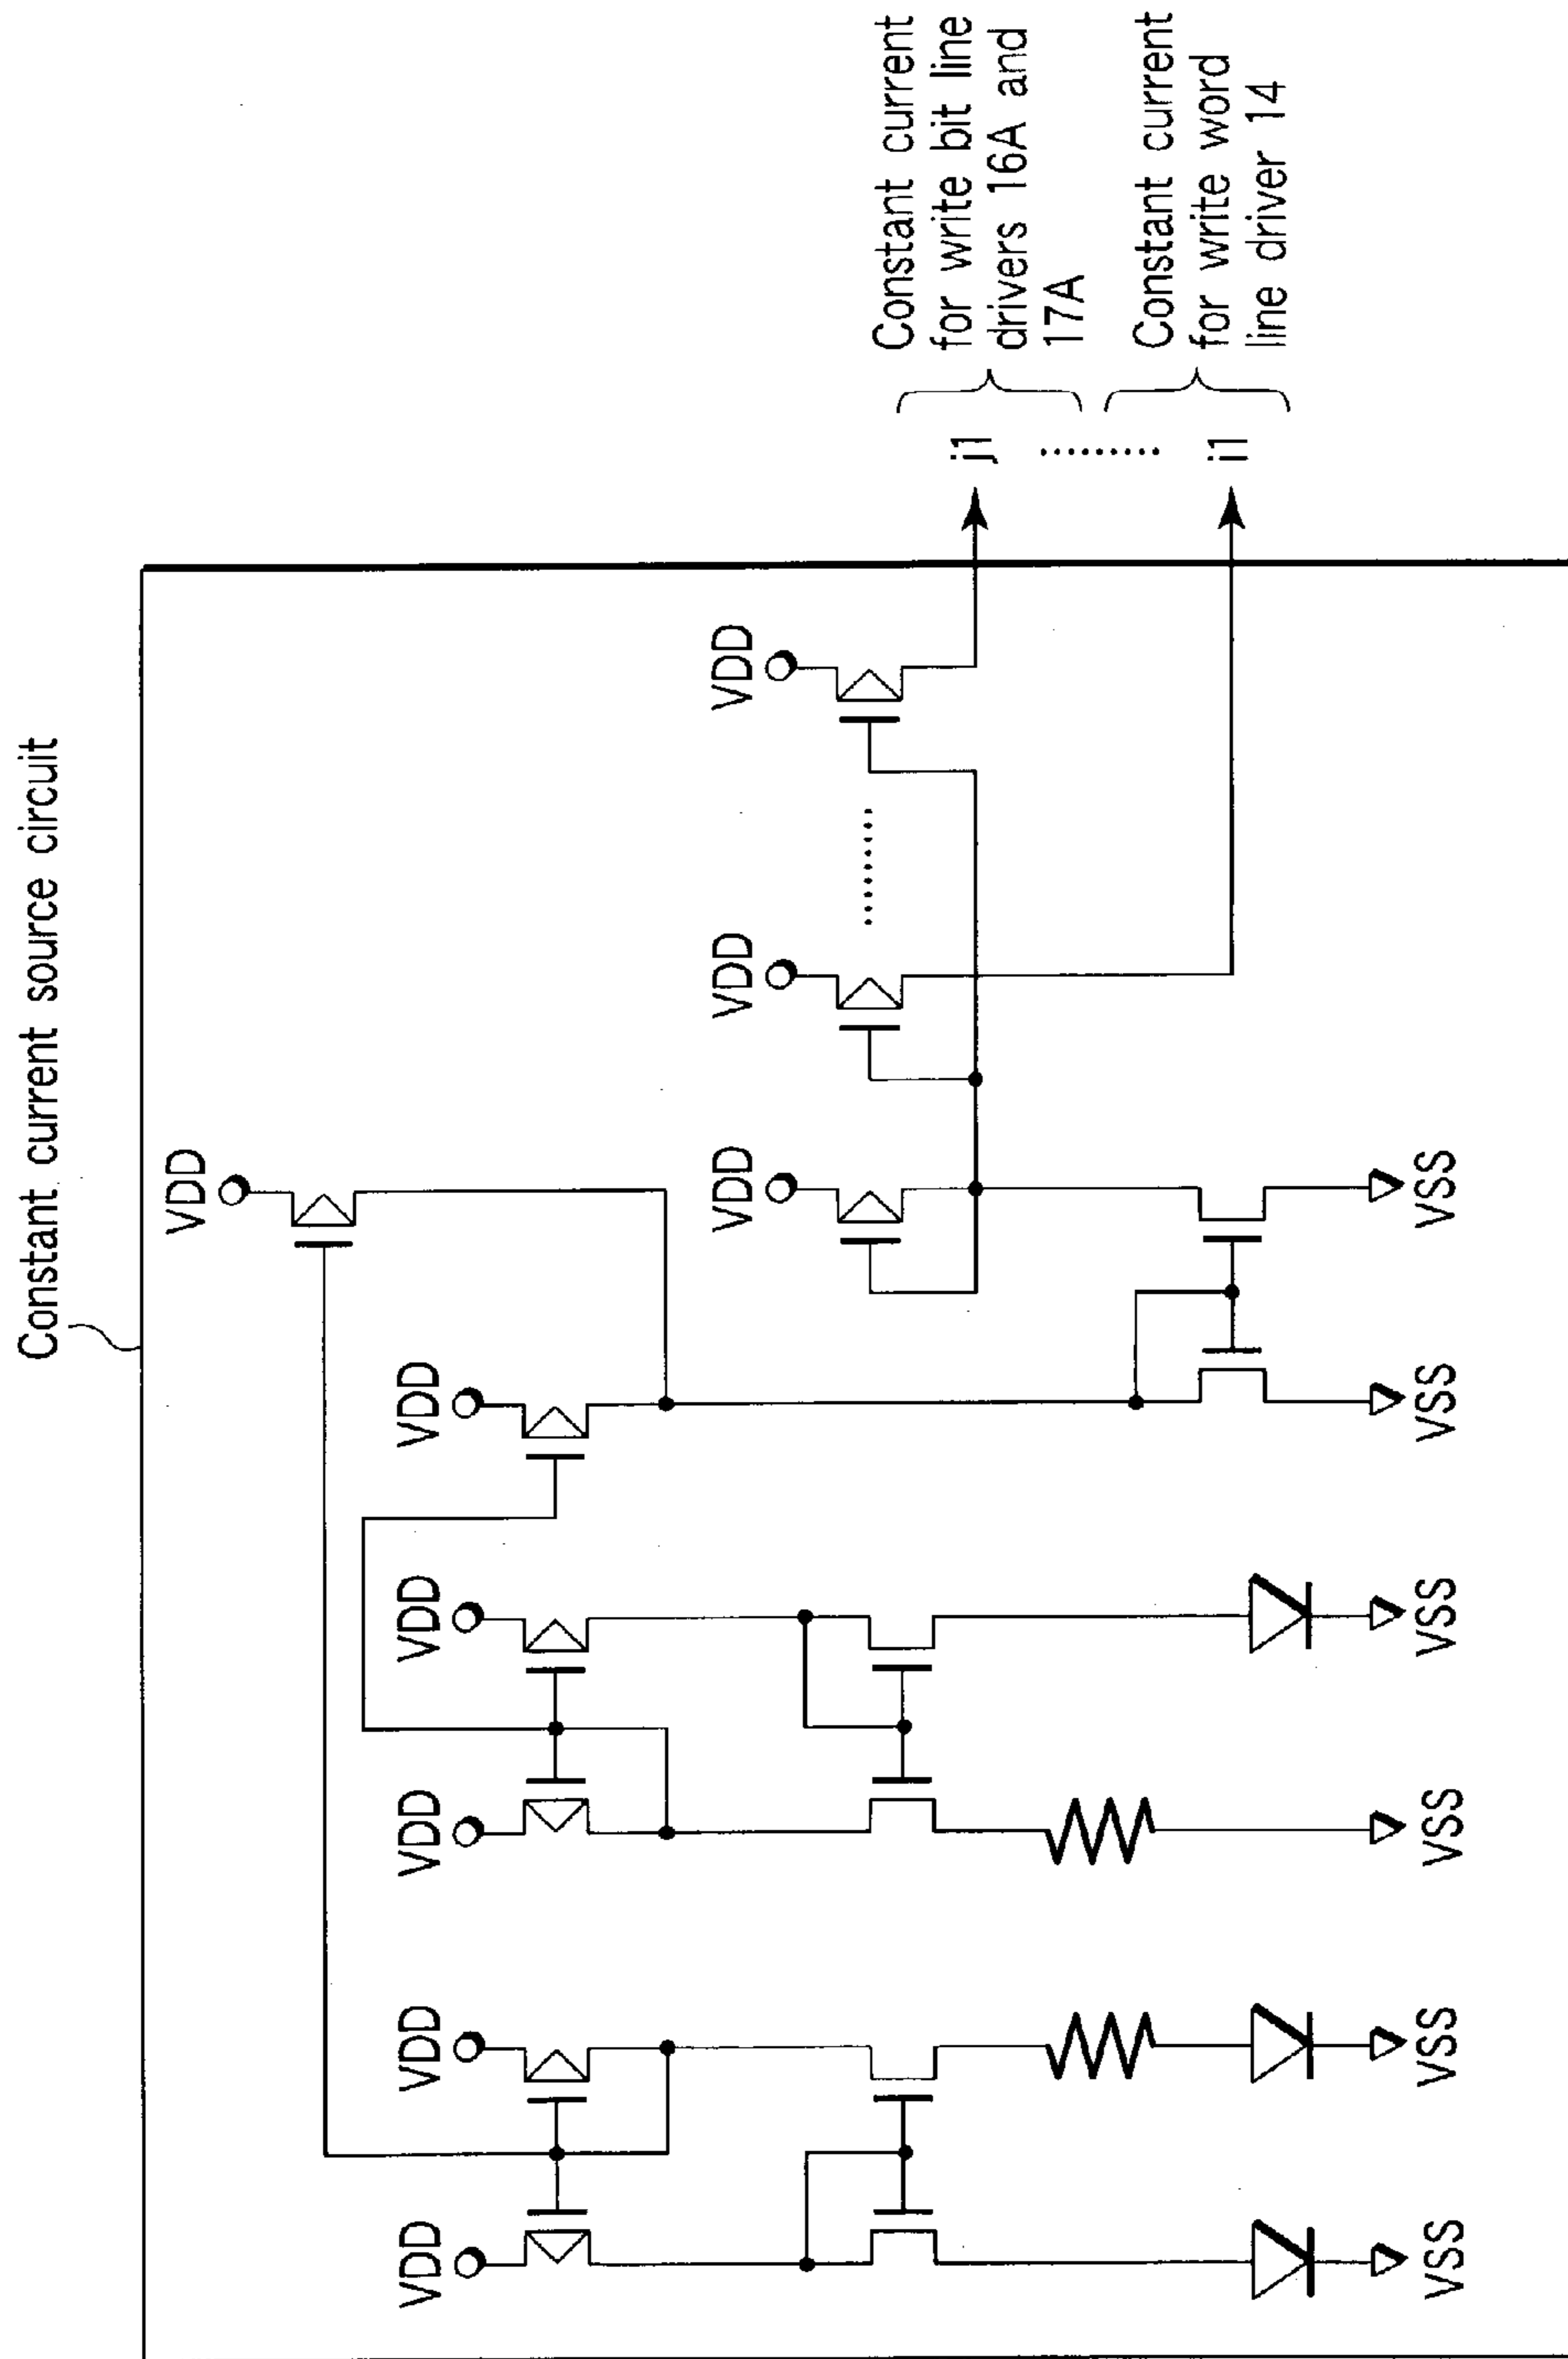 Constant current source circuit
VDD
VDD VDD VDD VDD VDD
VDD VDD VDD
j1
Constant current
for write bit line
drivers 16A and
17A
i1
Constant current
for write word
line driver 14
VSS VSS VSS VSS VSS VSS